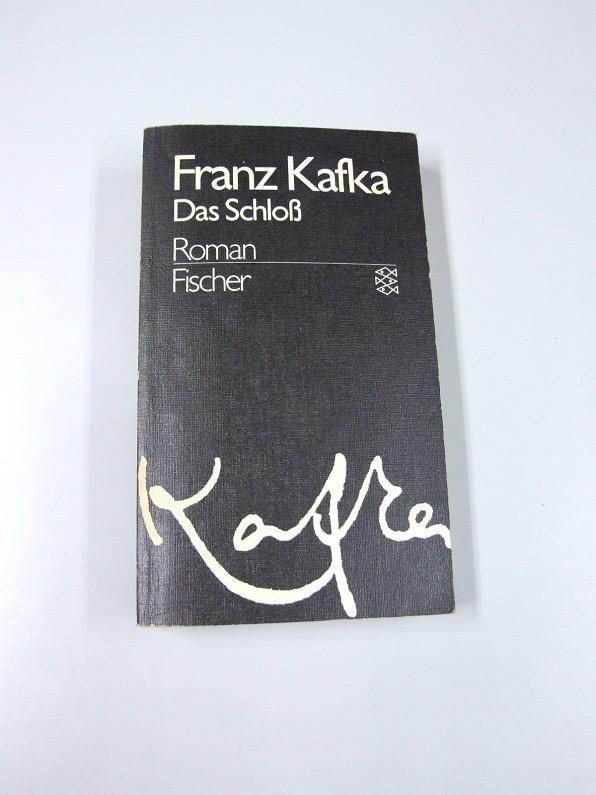 Franz Kafka
Das Schloß
Roman
Fischer
Kafka